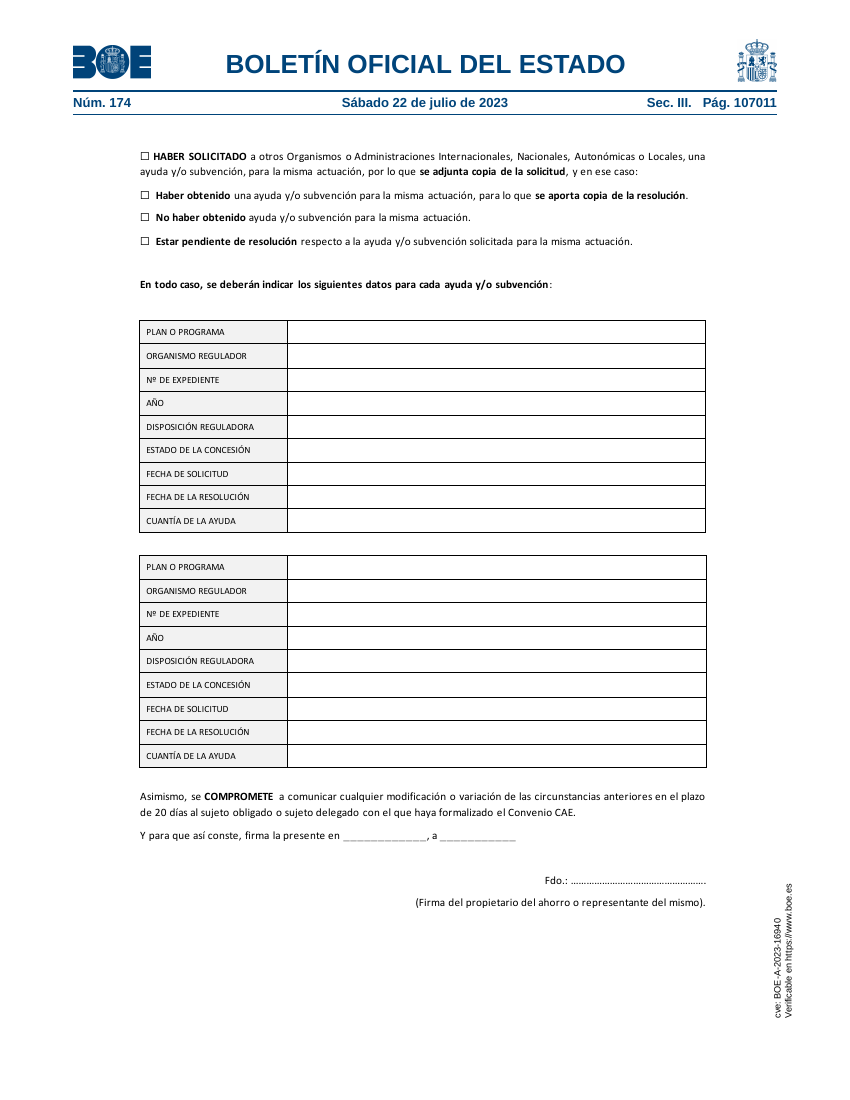 BOE
BOLETÍN OFICIAL DEL ESTADO
Núm. 174 Sábado 22 de julio de 2023 Sec. III. Pág. 107011
☐ HABER SOLICITADO a otros Organismos o Administraciones Internacionales, Nacionales, Autonómicas o Locales, una
ayuda y/o subvención, para la misma actuación, por lo que se adjunta copia de la solicitud, y en ese caso:
☐ Haber obtenido una ayuda y/o subvención para la misma actuación, para lo que se aporta copia de la resolución.
☐ No haber obtenido ayuda y/o subvención para la misma actuación.
☐ Estar pendiente de resolución respecto a la ayuda y/o subvención solicitada para la misma actuación.
En todo caso, se deberán indicar los siguientes datos para cada ayuda y/o subvención:
PLAN O PROGRAMA
ORGANISMO REGULADOR
Nº DE EXPEDIENTE
AÑO
DISPOSICIÓN REGULADORA
ESTADO DE LA CONCESIÓN
FECHA DE SOLICITUD
FECHA DE LA RESOLUCIÓN
CUANTÍA DE LA AYUDA
PLAN O PROGRAMA
ORGANISMO REGULADOR
Nº DE EXPEDIENTE
AÑO
DISPOSICIÓN REGULADORA
ESTADO DE LA CONCESIÓN
FECHA DE SOLICITUD
FECHA DE LA RESOLUCIÓN
CUANTÍA DE LA AYUDA
Asimismo, se COMPROMETE a comunicar cualquier modificación o variación de las circunstancias anteriores en el plazo
de 20 días al sujeto obligado o sujeto delegado con el que haya formalizado el Convenio CAE.
Y para que así conste, firma la presente en _____________, a ____________
Fdo.: ……………………………………………
(Firma del propietario del ahorro o representante del mismo).
cve: BOE-A-2023-16940
Verificable en https://www.boe.es